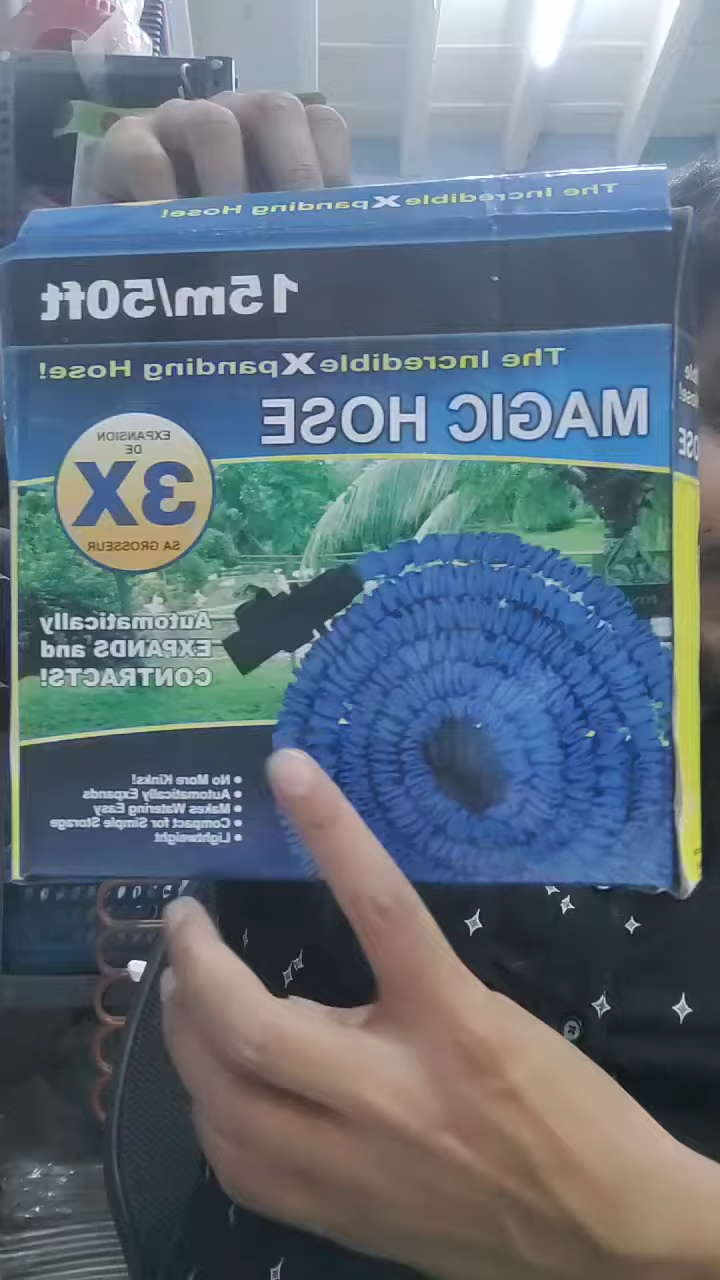 The Incredible Xpanding Hose!
15m/50ft
The Incredible Xpanding Hose!
MAGIC HOSE
EXPANSION
DE
3X
SA GROSSEUR
Automatically
EXPANDS and
CONTRACTS!
• No More Kinks!
• Automatically Expands
• Makes Watering Easy
• Compact for Simple Storage
• Lightweight